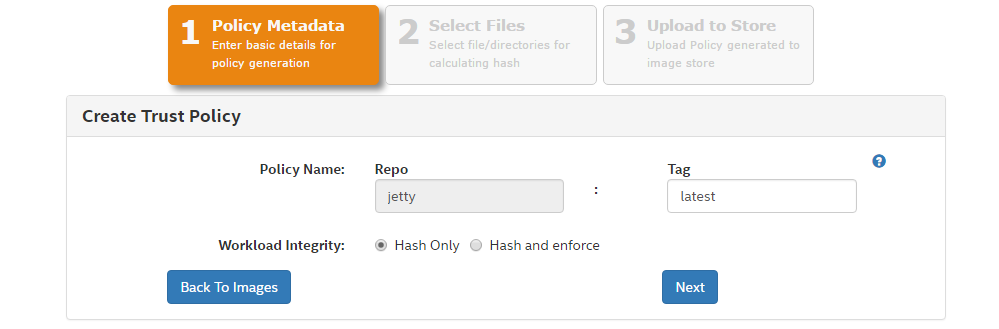 1 Policy Metadata
Enter basic details for
policy generation
2 Select Files
Select file/directories for
calculating hash
3 Upload to Store
Upload Policy generated to
image store
Create Trust Policy
Policy Name: Repo Tag ?
jetty : latest
Workload Integrity: Hash Only Hash and enforce
Back To Images Next